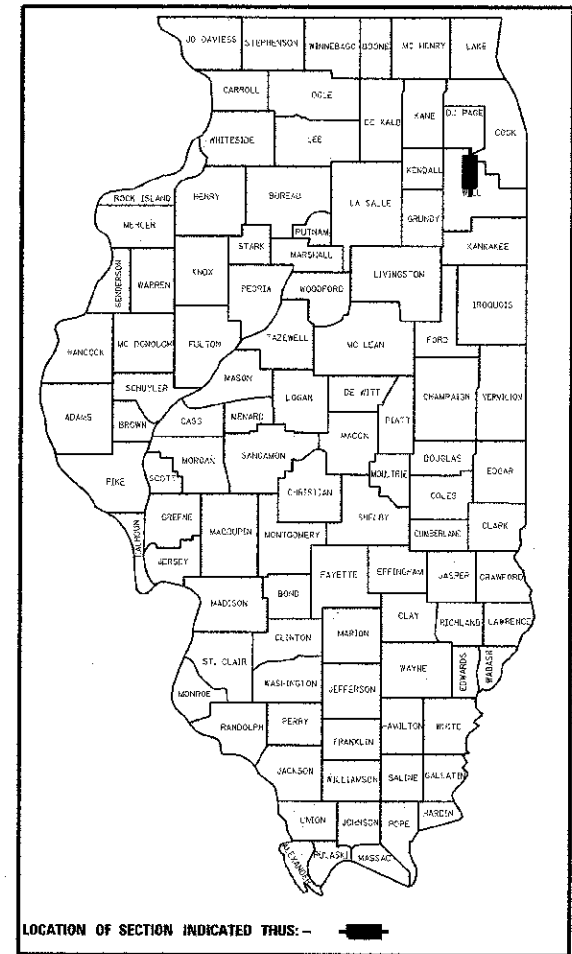 JO DAVIESS STEPHENSON WINNEBAGO BOONE MC HENRY LAKE
CARROLL OGLE
DE KALB KANE DU PAGE COOK
WHITESIDE LEE
KENDALL
ROCK ISLAND HENRY BUREAU LA SALLE GRUNDY WILL
MERCER PUTNAM KANKAKEE
STARK MARSHALL
HENDERSON WARREN KNOX PEORIA WOODFORD LIVINGSTON IROQUOIS
HANCOCK MC DONOUGH FULTON TAZEWELL MC LEAN FORD
SCHUYLER MASON
ADAMS BROWN CASS MENARD LOGAN DE WITT PIATT CHAMPAIGN VERMILION
MACON
MORGAN SANGAMON DOUGLAS EDGAR
PIKE SCOTT CHRISTIAN MOULTRIE COLES
CALHOUN GREENE MACOUPIN MONTGOMERY SHELBY CUMBERLAND CLARK
JERSEY
FAYETTE EFFINGHAM JASPER CRAWFORD
MADISON BOND
CLAY RICHLAND LAWRENCE
CLINTON MARION
ST. CLAIR WAYNE EDWARDS WABASH
WASHINGTON JEFFERSON
MONROE
RANDOLPH PERRY HAMILTON WHITE
FRANKLIN
JACKSON WILLIAMSON SALINE GALLATIN
HARDIN
UNION JOHNSON POPE
ALEXANDER PULASKI MASSAC
LOCATION OF SECTION INDICATED THUS: -